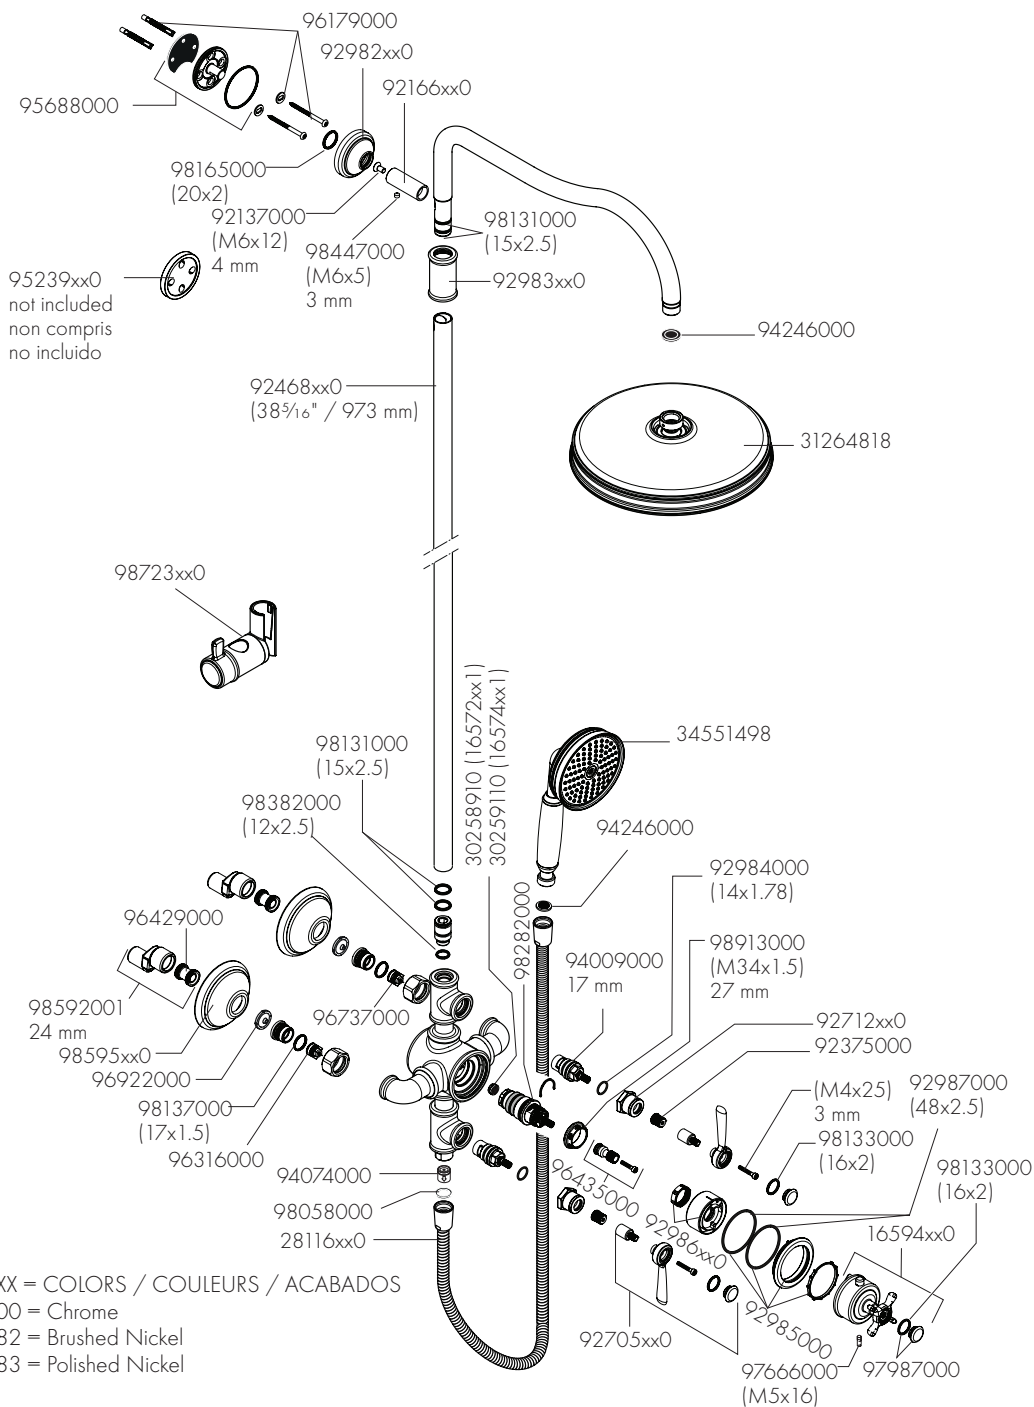 96179000
92982xx0
92166xx0
95688000
98165000
(20x2)
92137000
(M6x12)
4 mm
98447000
(M6x5)
3 mm
98131000
(15x2.5)
92983xx0
95239xx0
not included
non compris
no incluido
94246000
92468xx0
(38 5/16" / 973 mm)
31264818
98723xx0
30258910 (16572xx1)
30259110 (16574xx1)
34551498
98131000
(15x2.5)
98382000
(12x2.5)
94246000
98282000
92984000
(14x1.78)
96429000
94009000
17 mm
98913000
(M34x1.5)
27 mm
98592001
24 mm
96737000
92712xx0
98595xx0
92375000
96922000
(M4x25)
3 mm
92987000
(48x2.5)
98137000
(17x1.5)
98133000
(16x2)
96316000
98133000
(16x2)
94074000
96435000
98058000
92986xx0
16594xx0
28116xx0
XX = COLORS / COULEURS / ACABADOS
00 = Chrome
82 = Brushed Nickel
83 = Polished Nickel
92705xx0
92985000
97666000
(M5x16)
97987000